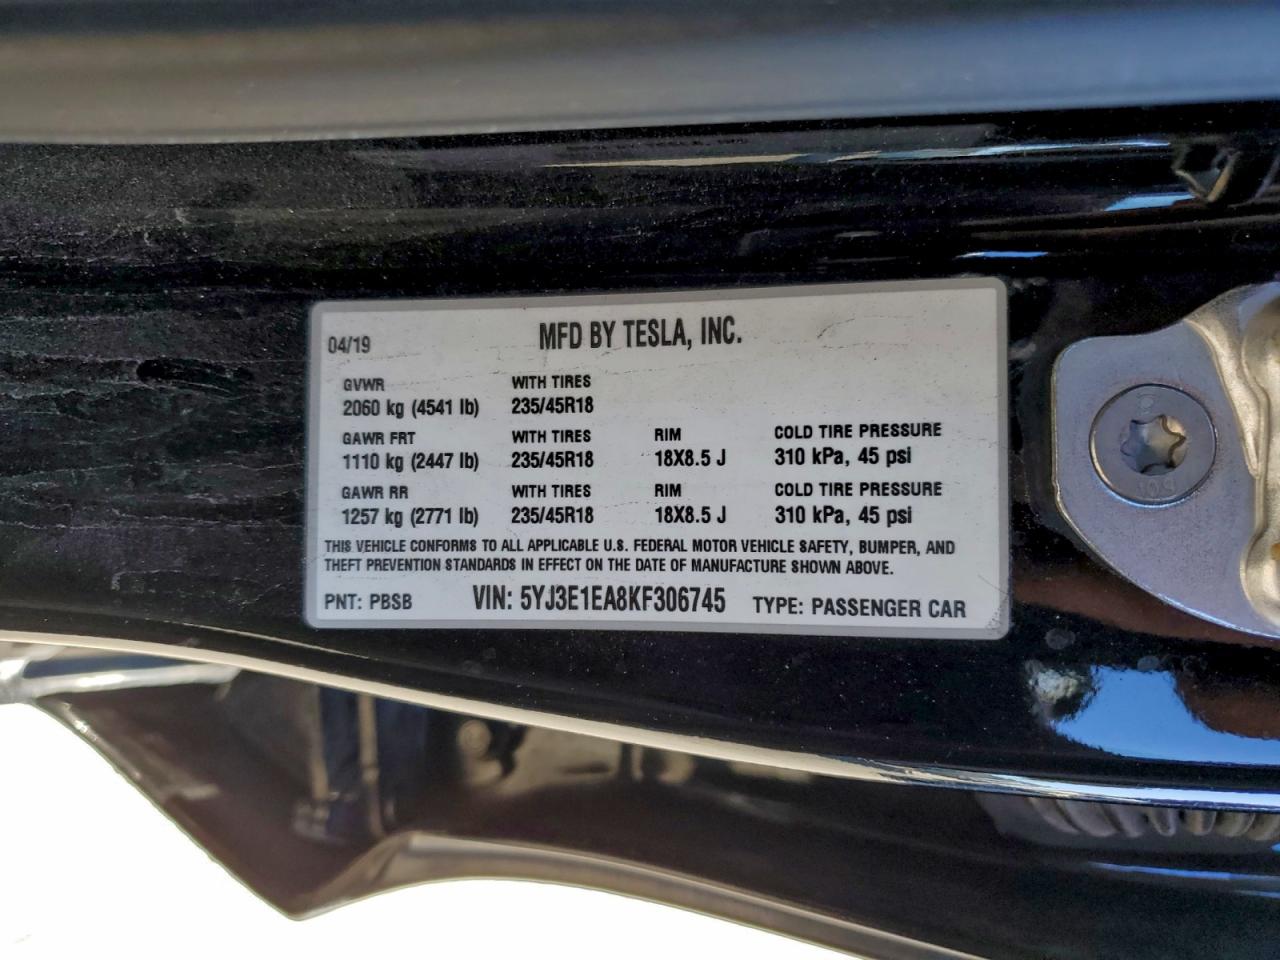 04/19 MFD BY TESLA, INC.
GVWR WITH TIRES
2060 kg (4541 lb) 235/45R18
GAWR FRT WITH TIRES RIM COLD TIRE PRESSURE
1110 kg (2447 lb) 235/45R18 18X8.5 J 310 kPa, 45 psi
GAWR RR WITH TIRES RIM COLD TIRE PRESSURE
1257 kg (2771 lb) 235/45R18 18X8.5 J 310 kPa, 45 psi
THIS VEHICLE CONFORMS TO ALL APPLICABLE U.S. FEDERAL MOTOR VEHICLE SAFETY, BUMPER, AND
THEFT PREVENTION STANDARDS IN EFFECT ON THE DATE OF MANUFACTURE SHOWN ABOVE.
PNT: PBSB VIN: 5YJ3E1EA8KF306745 TYPE: PASSENGER CAR